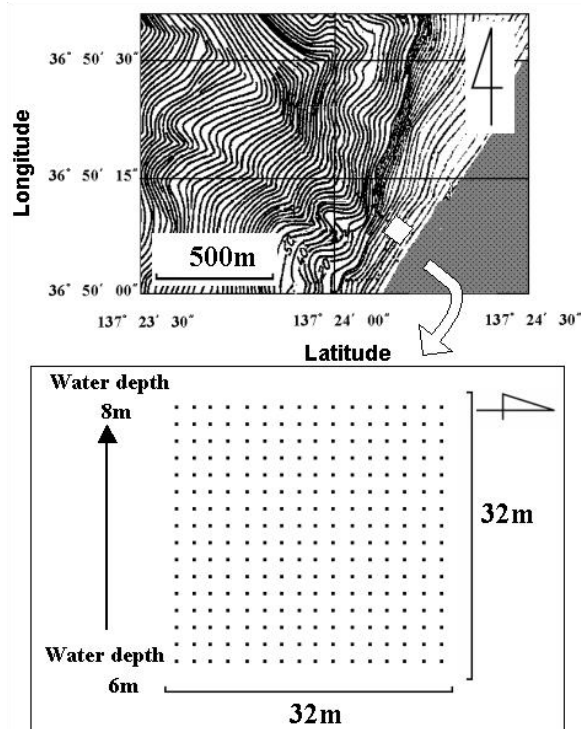 36° 50' 30"
Longitude
36° 50' 15"
500m
36° 50' 00"
137° 23' 30"
137° 24' 00"
137° 24' 30"
Latitude
Water depth
8m
32m
Water depth
6m
32m